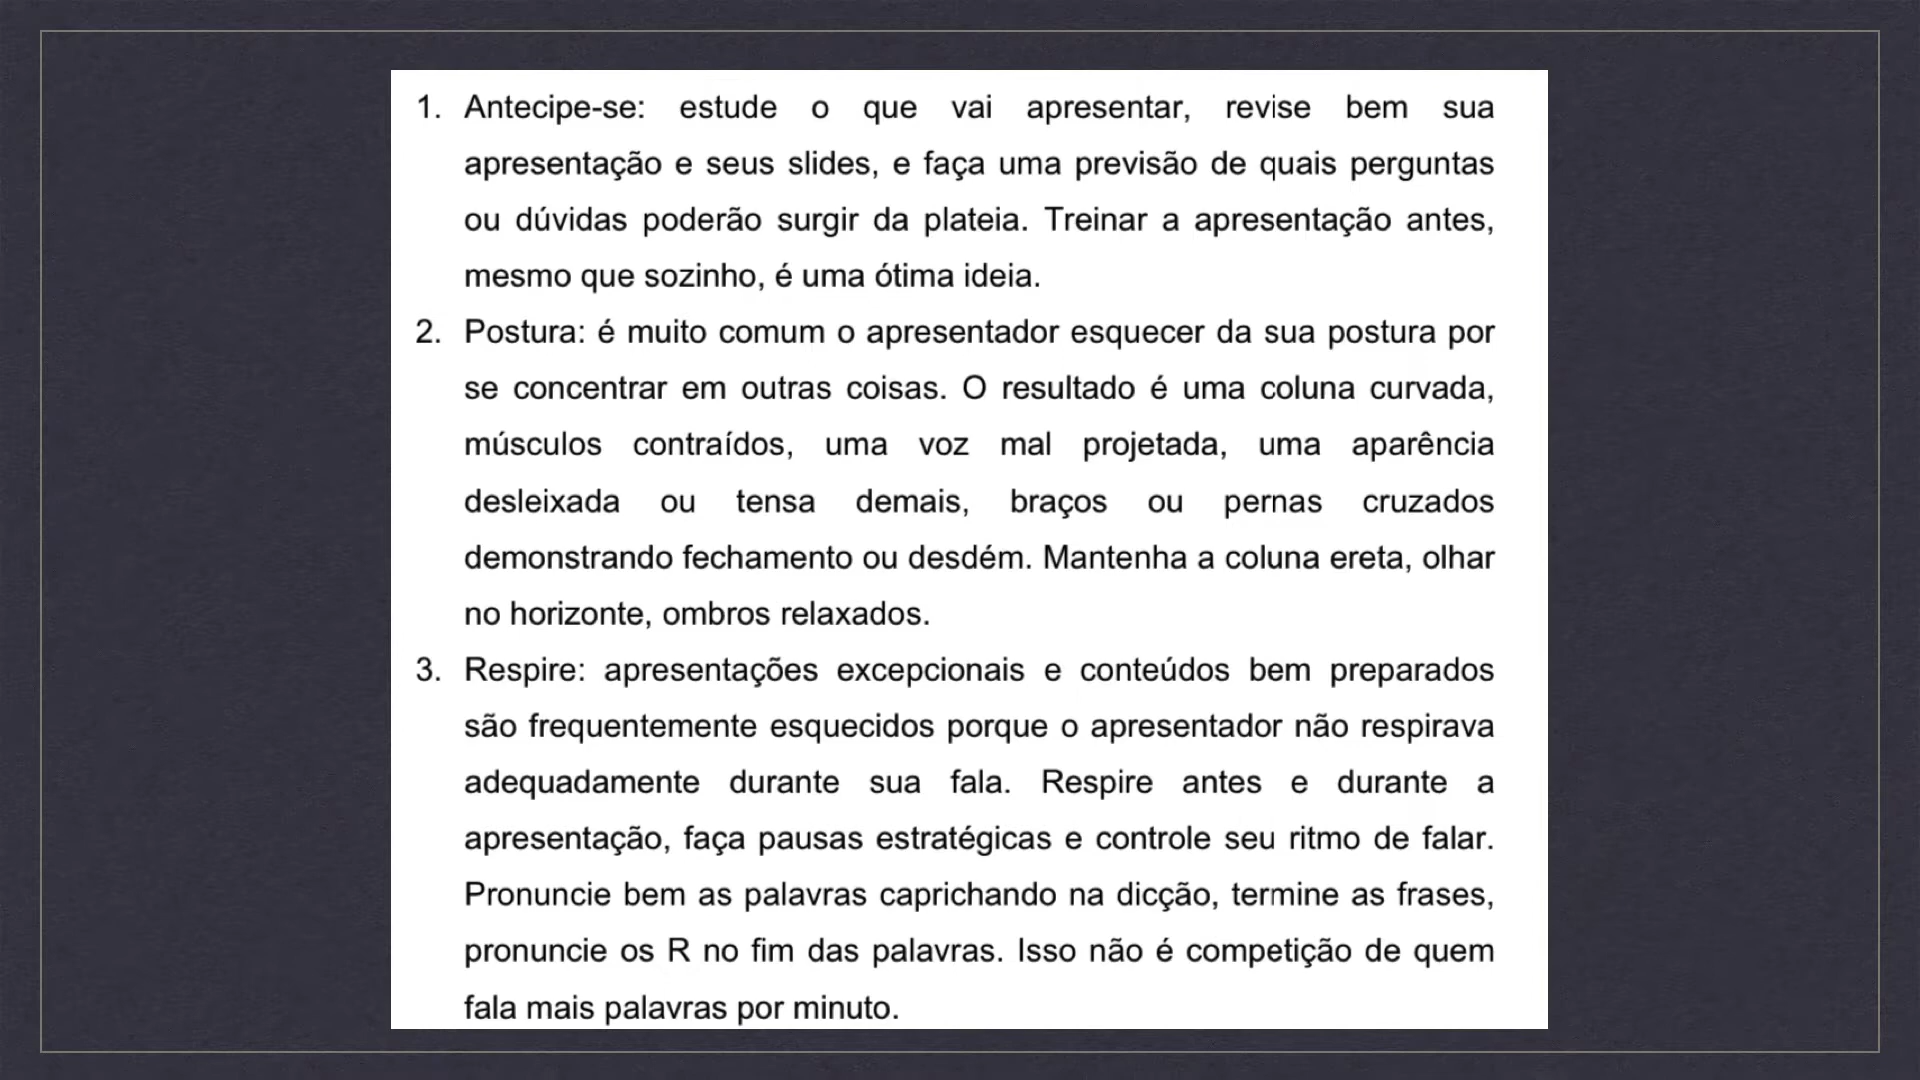 1. Antecipe-se: estude o que vai apresentar, revise bem sua
apresentação e seus slides, e faça uma previsão de quais perguntas
ou dúvidas poderão surgir da plateia. Treinar a apresentação antes,
mesmo que sozinho, é uma ótima ideia.
2. Postura: é muito comum o apresentador esquecer da sua postura por
se concentrar em outras coisas. O resultado é uma coluna curvada,
músculos contraídos, uma voz mal projetada, uma aparência
desleixada ou tensa demais, braços ou pernas cruzados
demonstrando fechamento ou desdém. Mantenha a coluna ereta, olhar
no horizonte, ombros relaxados.
3. Respire: apresentações excepcionais e conteúdos bem preparados
são frequentemente esquecidos porque o apresentador não respirava
adequadamente durante sua fala. Respire antes e durante a
apresentação, faça pausas estratégicas e controle seu ritmo de falar.
Pronuncie bem as palavras caprichando na dicção, termine as frases,
pronuncie os R no fim das palavras. Isso não é competição de quem
fala mais palavras por minuto.